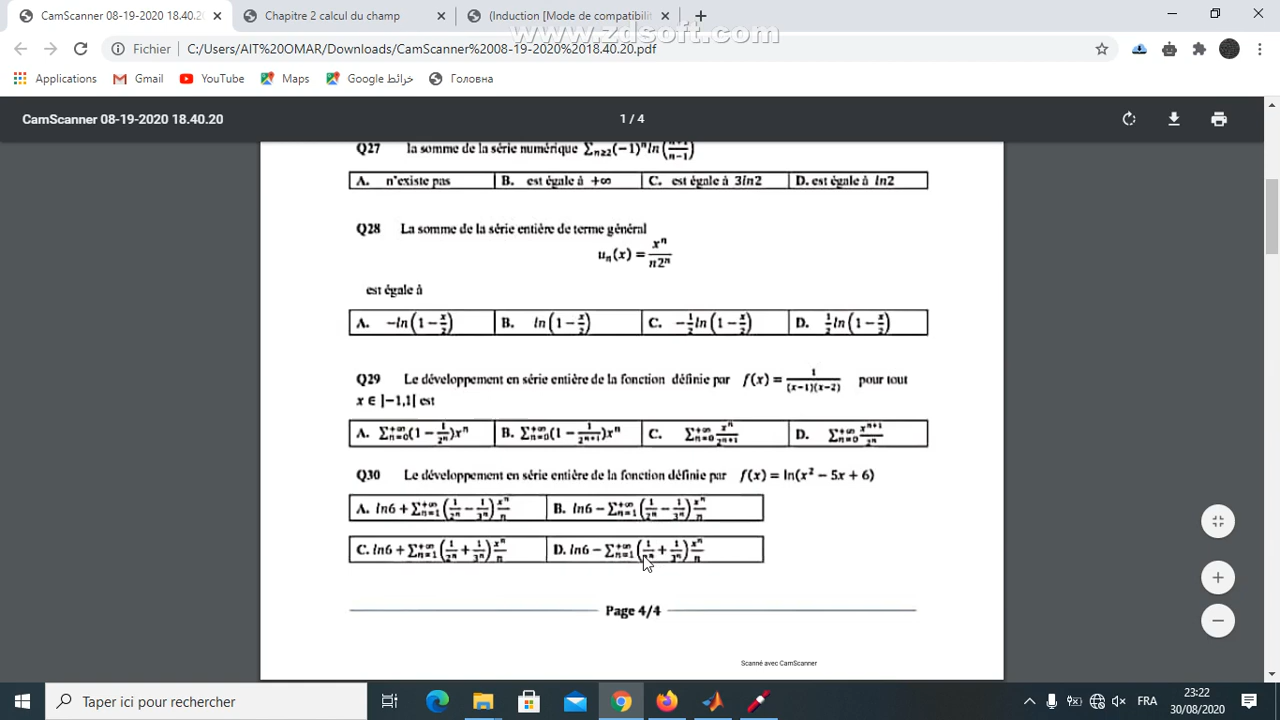 CamScanner 08-19-2020 18.40.20. Chapitre 2 calcul du champ (Induction [Mode de compatibil
www.zdsoft.com
Fichier C:/Users/AIT%20OMAR/Downloads/CamScanner%2008-19-2020%2018.40.20.pdf
Applications Gmail YouTube Maps Google خرائط Головна
CamScanner 08-19-2020 18.40.20 1 / 4
Q27 la somme de la série numérique ∑n≥2(−1)ⁿln(n+1/n−1)
A. n'existe pas B. est égale à +∞ C. est égale à 3ln2 D. est égale à ln2
Q28 La somme de la série entière de terme général
uₙ(x) = xⁿ/n2ⁿ
est égale à
A. −ln(1−x/2) B. ln(1−x/2) C. −½ln(1−x/2) D. ½ln(1−x/2)
Q29 Le développement en série entière de la fonction définie par f(x) = 1/(x−1)(x−2) pour tout
x ∈ ]−1,1[ est
A. ∑n=0+∞(1 − 1/2ⁿ)xⁿ B. ∑n=0+∞(1 − 1/2ⁿ⁺¹)xⁿ C. ∑n=0+∞ xⁿ/2ⁿ⁺¹ D. ∑n=0+∞ xⁿ⁺¹/2ⁿ
Q30 Le développement en série entière de la fonction définie par f(x) = ln(x² − 5x + 6)
A. ln6 + ∑n=1+∞(1/2ⁿ − 1/3ⁿ)xⁿ/n B. ln6 − ∑n=1+∞(1/2ⁿ − 1/3ⁿ)xⁿ/n
C. ln6 + ∑n=1+∞(1/2ⁿ + 1/3ⁿ)xⁿ/n D. ln6 − ∑n=1+∞(1/2ⁿ + 1/3ⁿ)xⁿ/n
Page 4/4
Scanné avec CamScanner
Taper ici pour rechercher FRA 23:22
30/08/2020